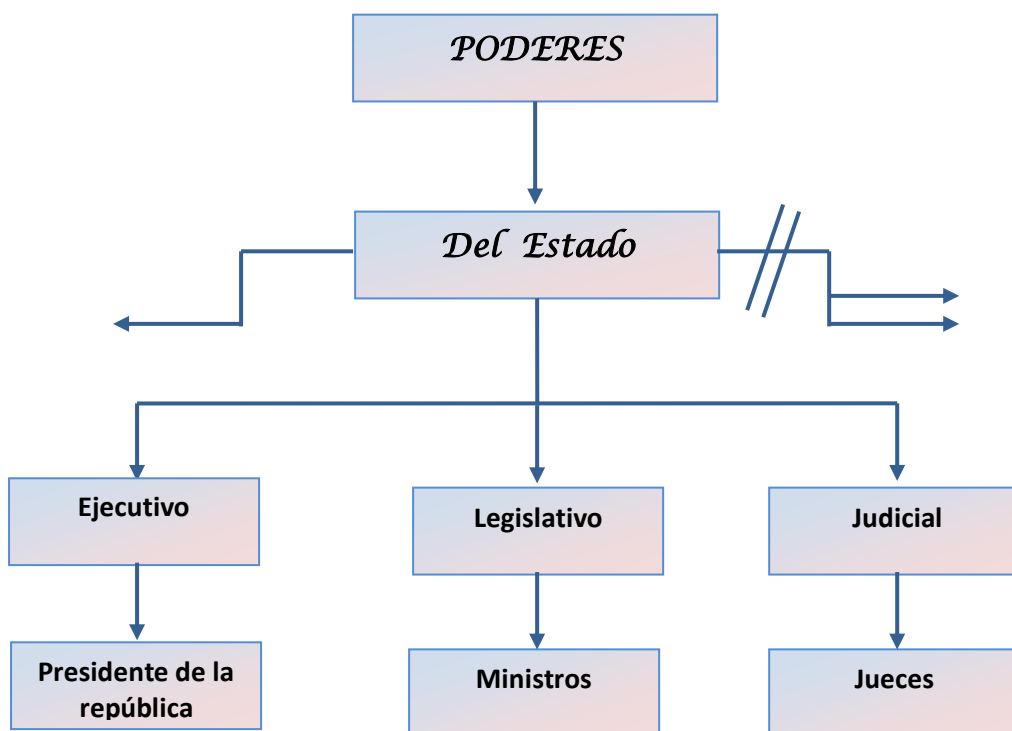 PODERES
Del Estado
Ejecutivo
Legislativo
Judicial
Presidente de la
república
Ministros
Jueces